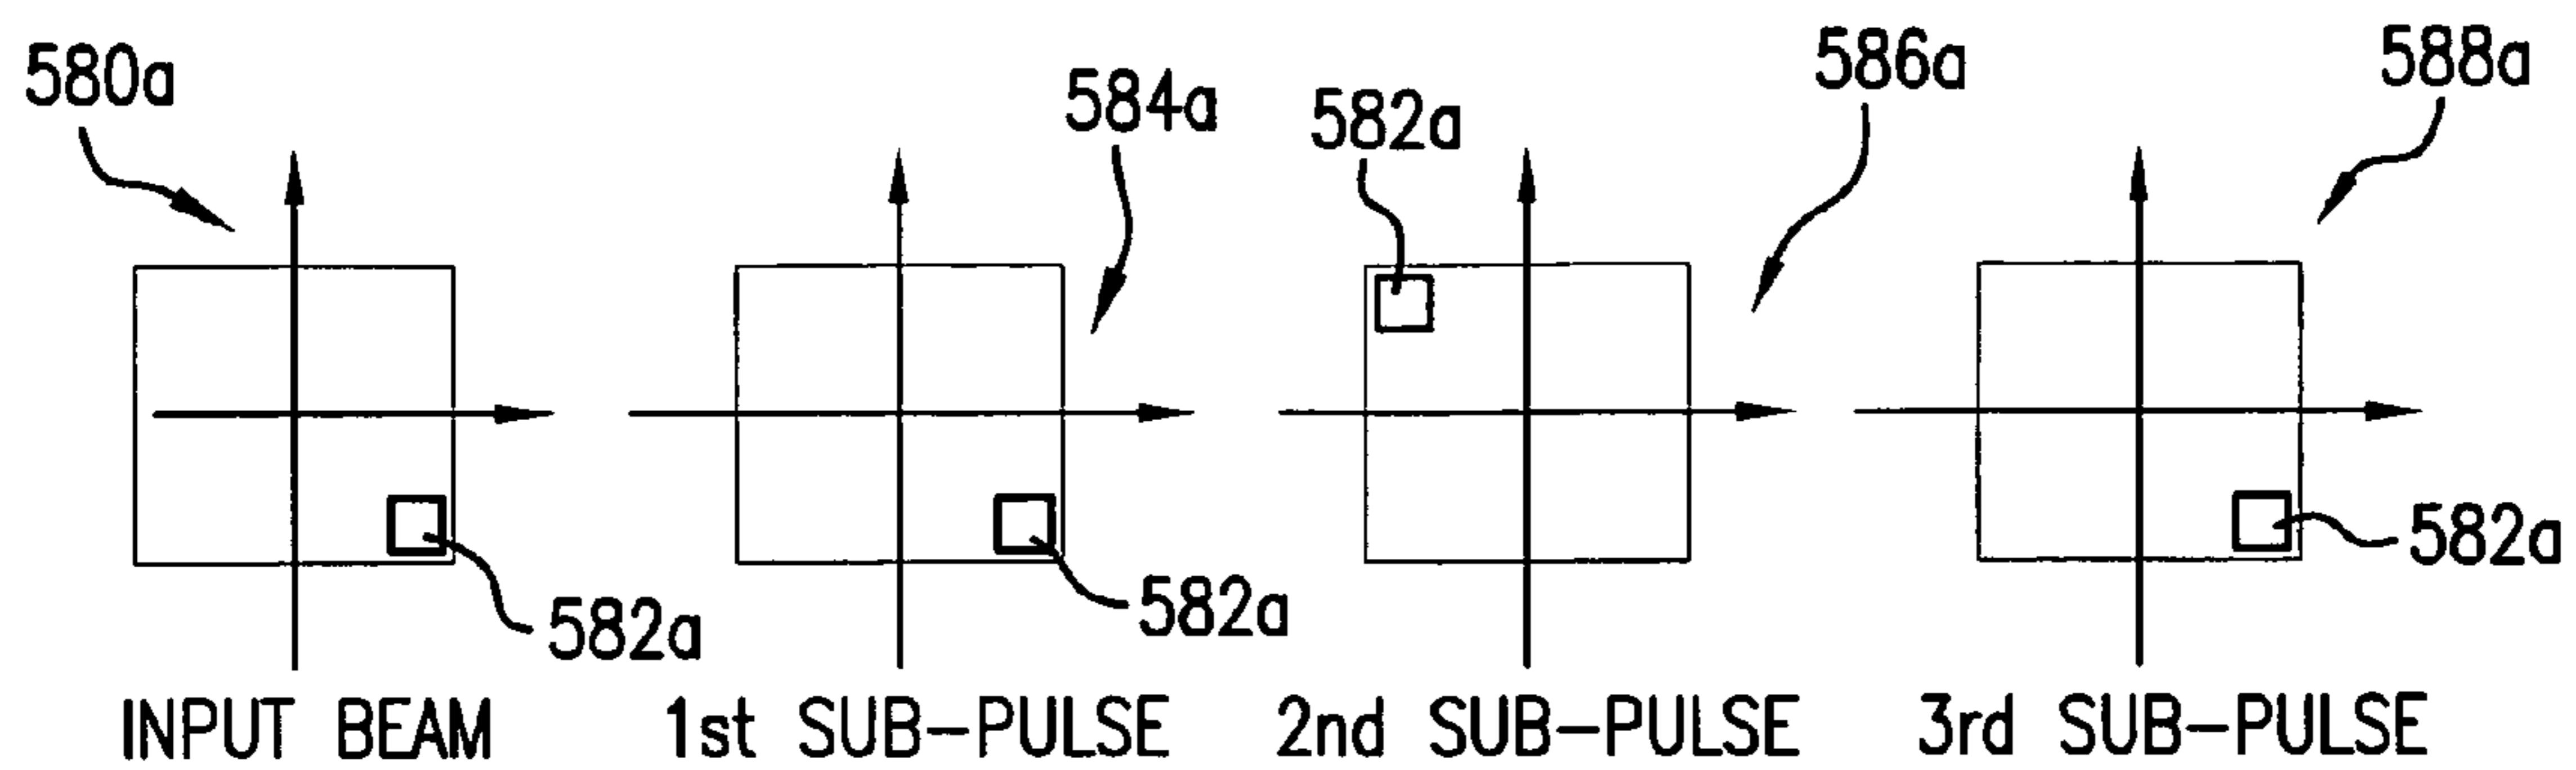 580a
584a
582a
586a
588a
582a
582a
582a
INPUT BEAM
1st SUB-PULSE
2nd SUB-PULSE
3rd SUB-PULSE